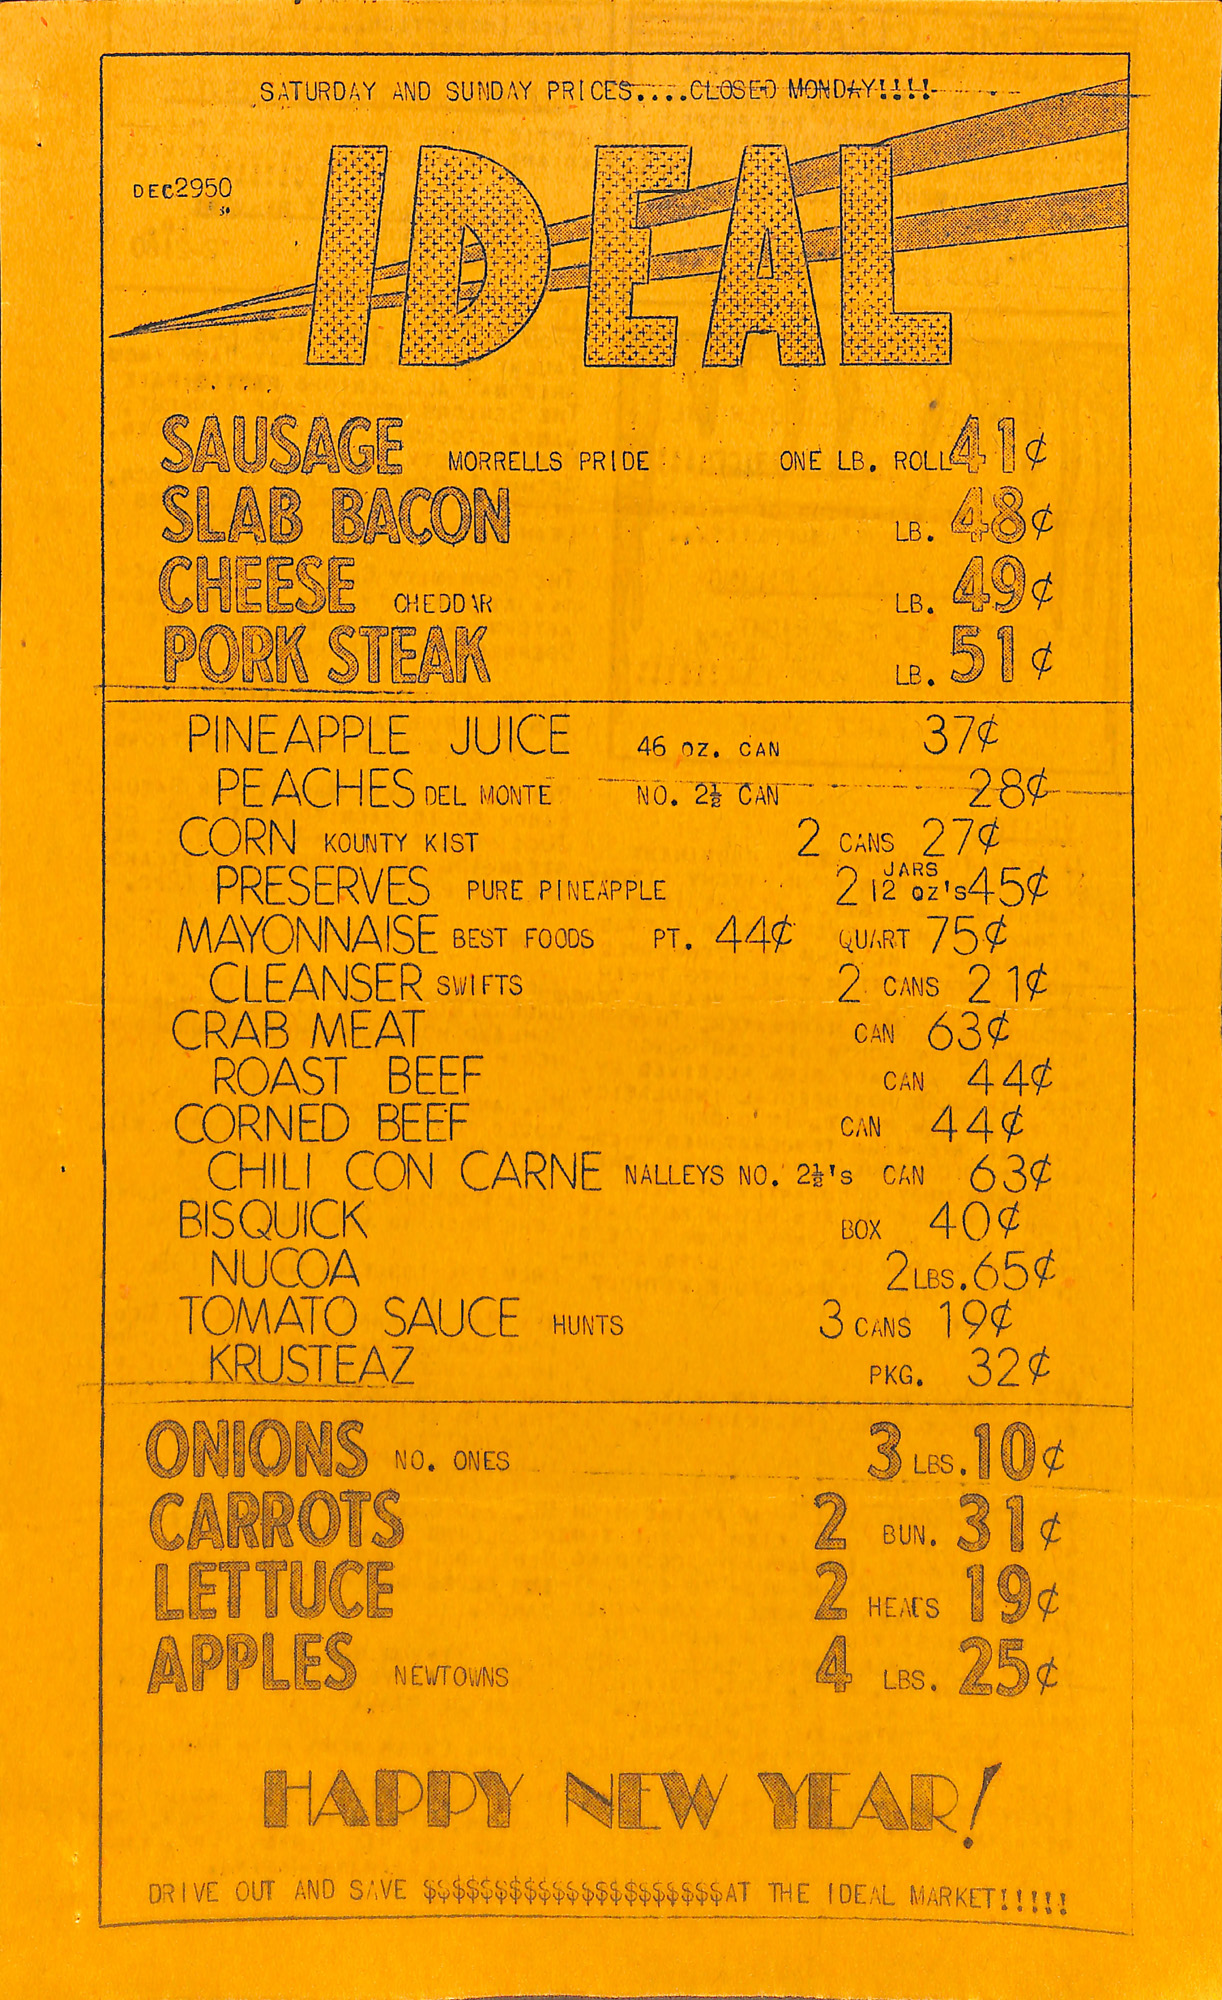 SATURDAY AND SUNDAY PRICES....CLOSED MONDAY!!!!
DEC2950
IDEAL
SAUSAGE MORRELLS PRIDE ONE LB. ROLL 41¢
SLAB BACON LB. 48¢
CHEESE CHEDDAR LB. 49¢
PORK STEAK LB. 51¢
PINEAPPLE JUICE 46 OZ. CAN 37¢
PEACHES DEL MONTE NO. 2½ CAN 28¢
CORN KOUNTY KIST 2 CANS 27¢
PRESERVES PURE PINEAPPLE 2 JARS 12 OZ'S 45¢
MAYONNAISE BEST FOODS PT. 44¢ QUART 75¢
CLEANSER SWIFTS 2 CANS 21¢
CRAB MEAT CAN 63¢
ROAST BEEF CAN 44¢
CORNED BEEF CAN 44¢
CHILI CON CARNE NALLEYS NO. 2½'S CAN 63¢
BISQUICK BOX 40¢
NUCOA 2 LBS. 65¢
TOMATO SAUCE HUNTS 3 CANS 19¢
KRUSTEAZ PKG. 32¢
ONIONS NO. ONES 3 LBS. 10¢
CARROTS 2 BUN. 31¢
LETTUCE 2 HEADS 19¢
APPLES NEWTOWNS 4 LBS. 25¢
HAPPY NEW YEAR!
DRIVE OUT AND SAVE $$$$$$$$$$$$$$$$$$$$$AT THE IDEAL MARKET!!!!!